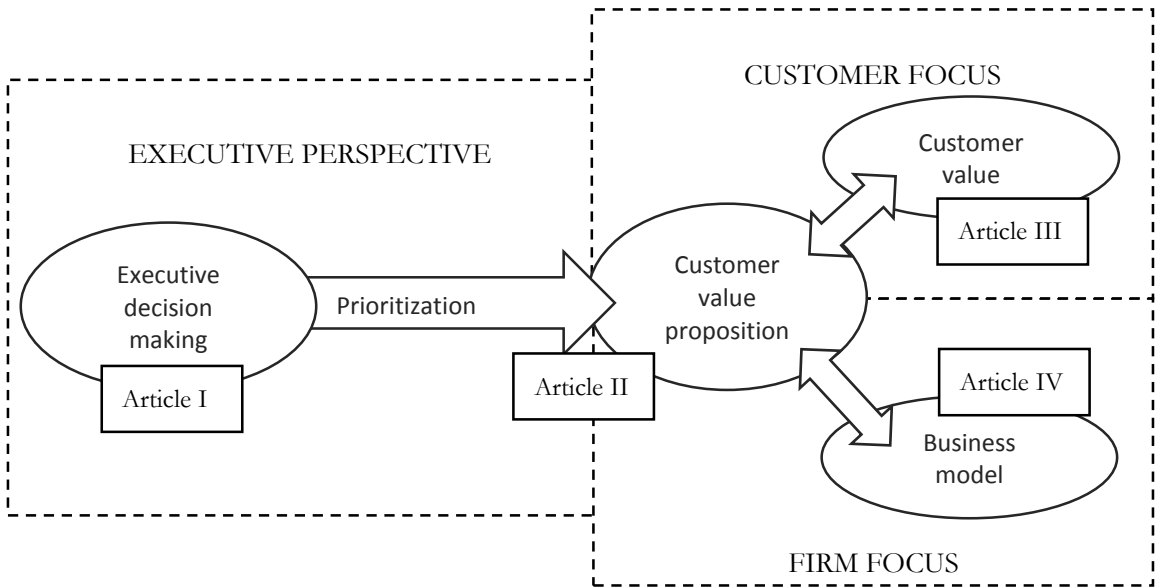 EXECUTIVE PERSPECTIVE
Executive
decision
making
Article I
Prioritization
Article II
Customer
value
proposition
CUSTOMER FOCUS
Customer
value
Article III
Article IV
Business
model
FIRM FOCUS